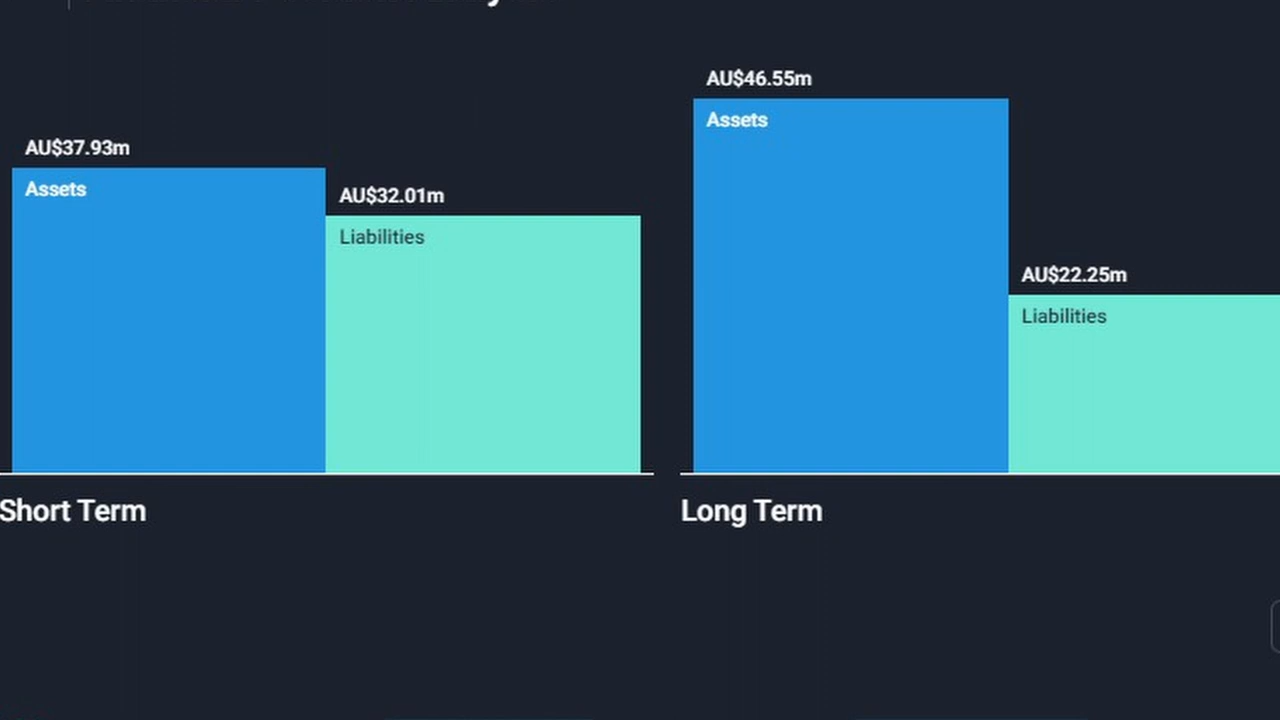 AU$37.93m
Assets
AU$32.01m
Liabilities
Short Term
AU$46.55m
Assets
AU$22.25m
Liabilities
Long Term